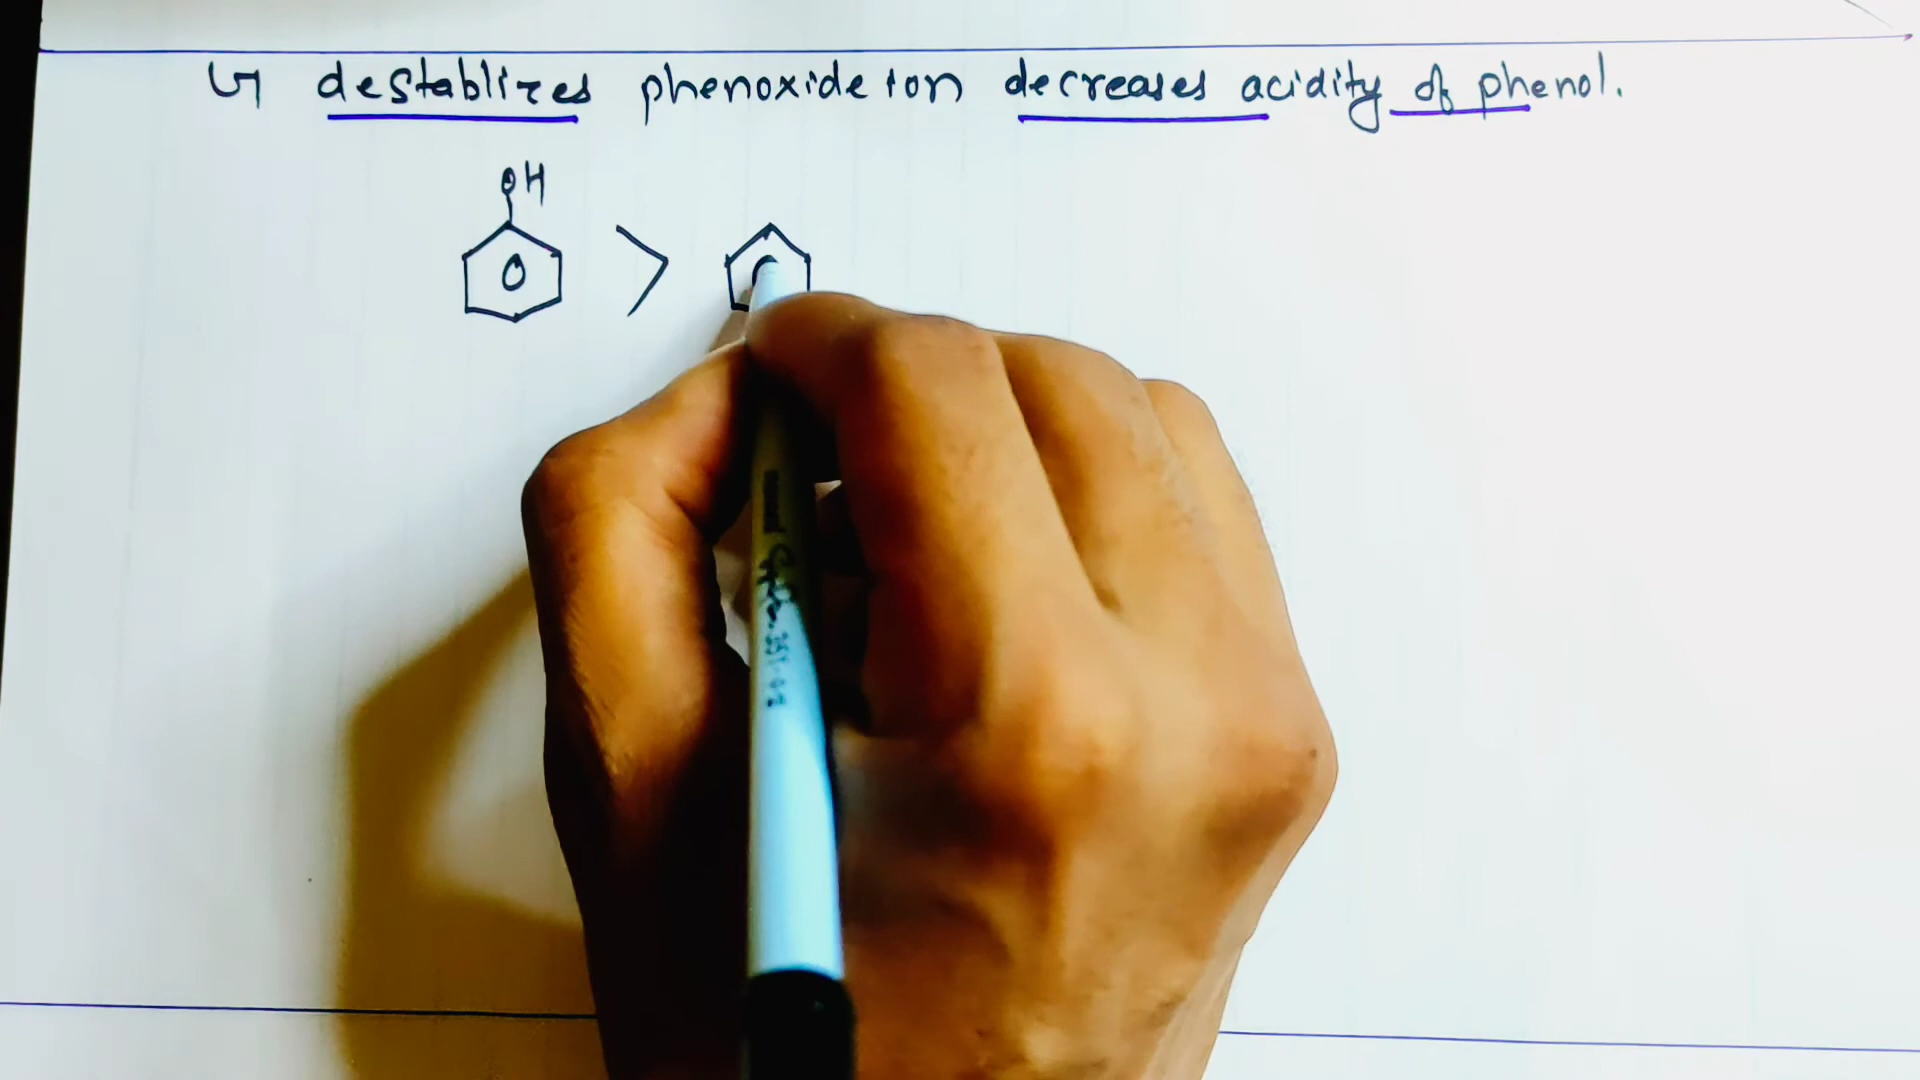 ↳ destablizes phenoxide ion decreases acidity of phenol.
OH
>